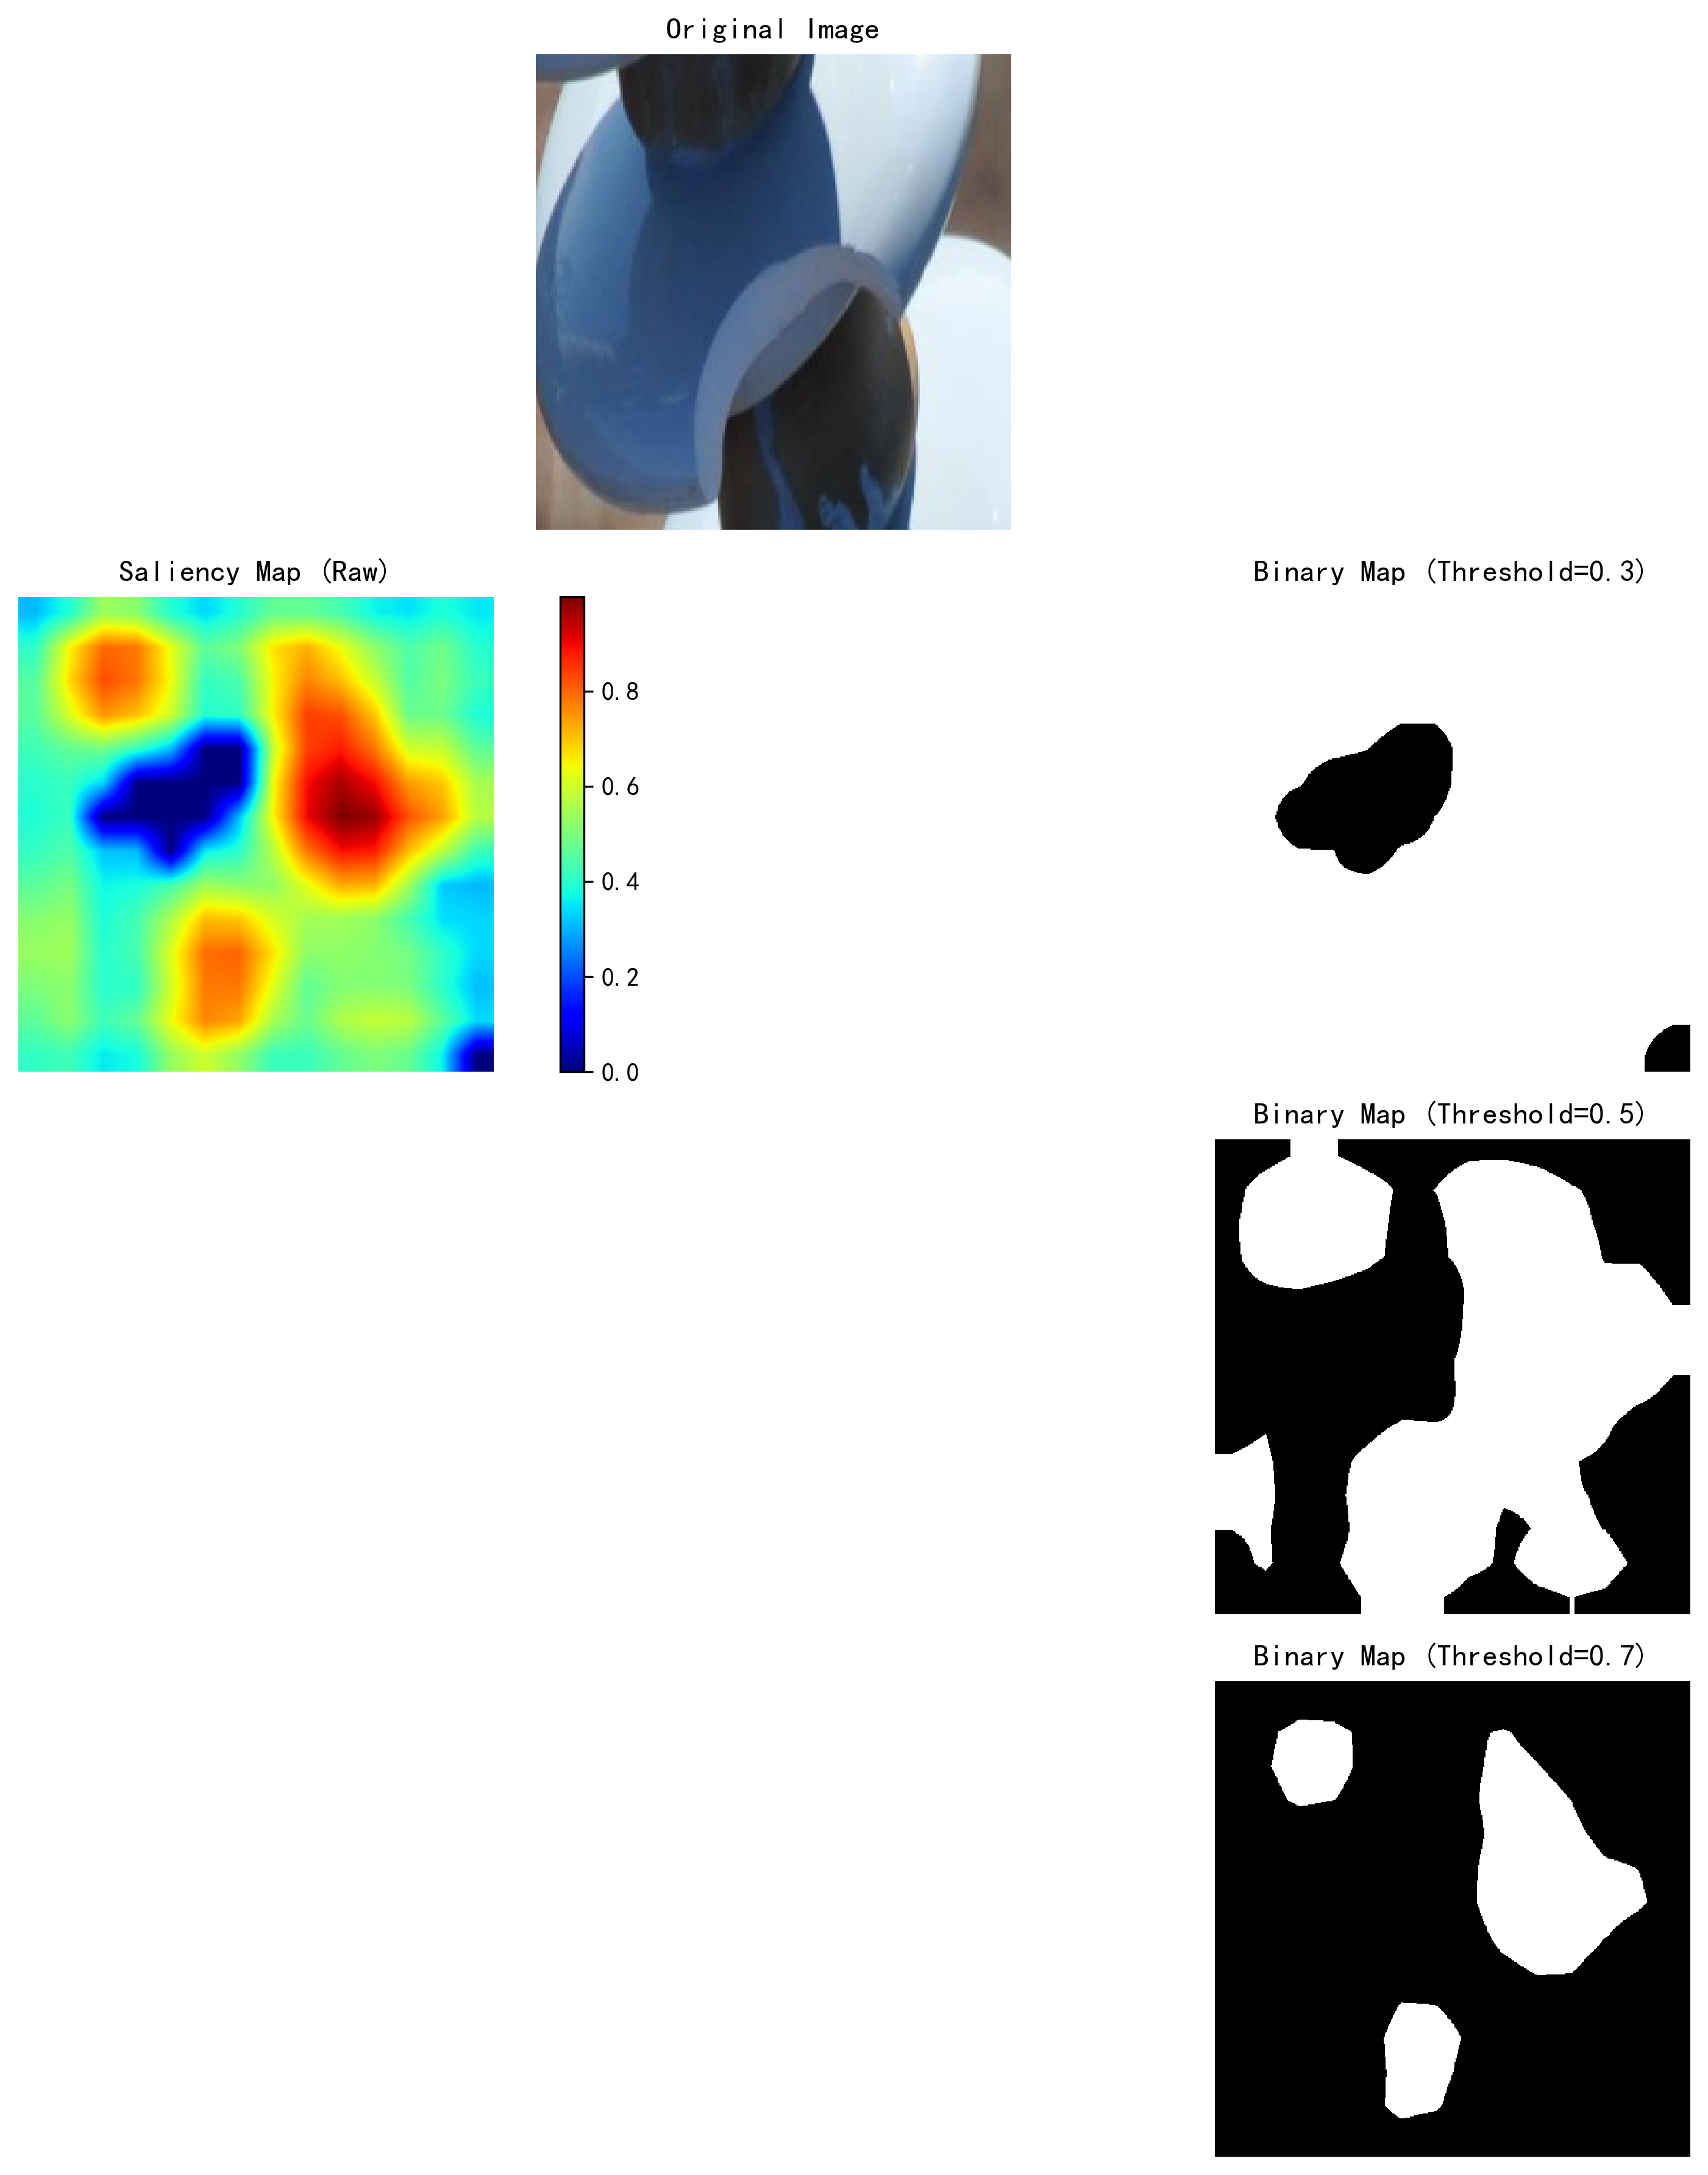 Original Image
Saliency Map (Raw)
Binary Map (Threshold=0.3)
0.8
0.6
0.4
0.2
0.0
Binary Map (Threshold=0.5)
Binary Map (Threshold=0.7)